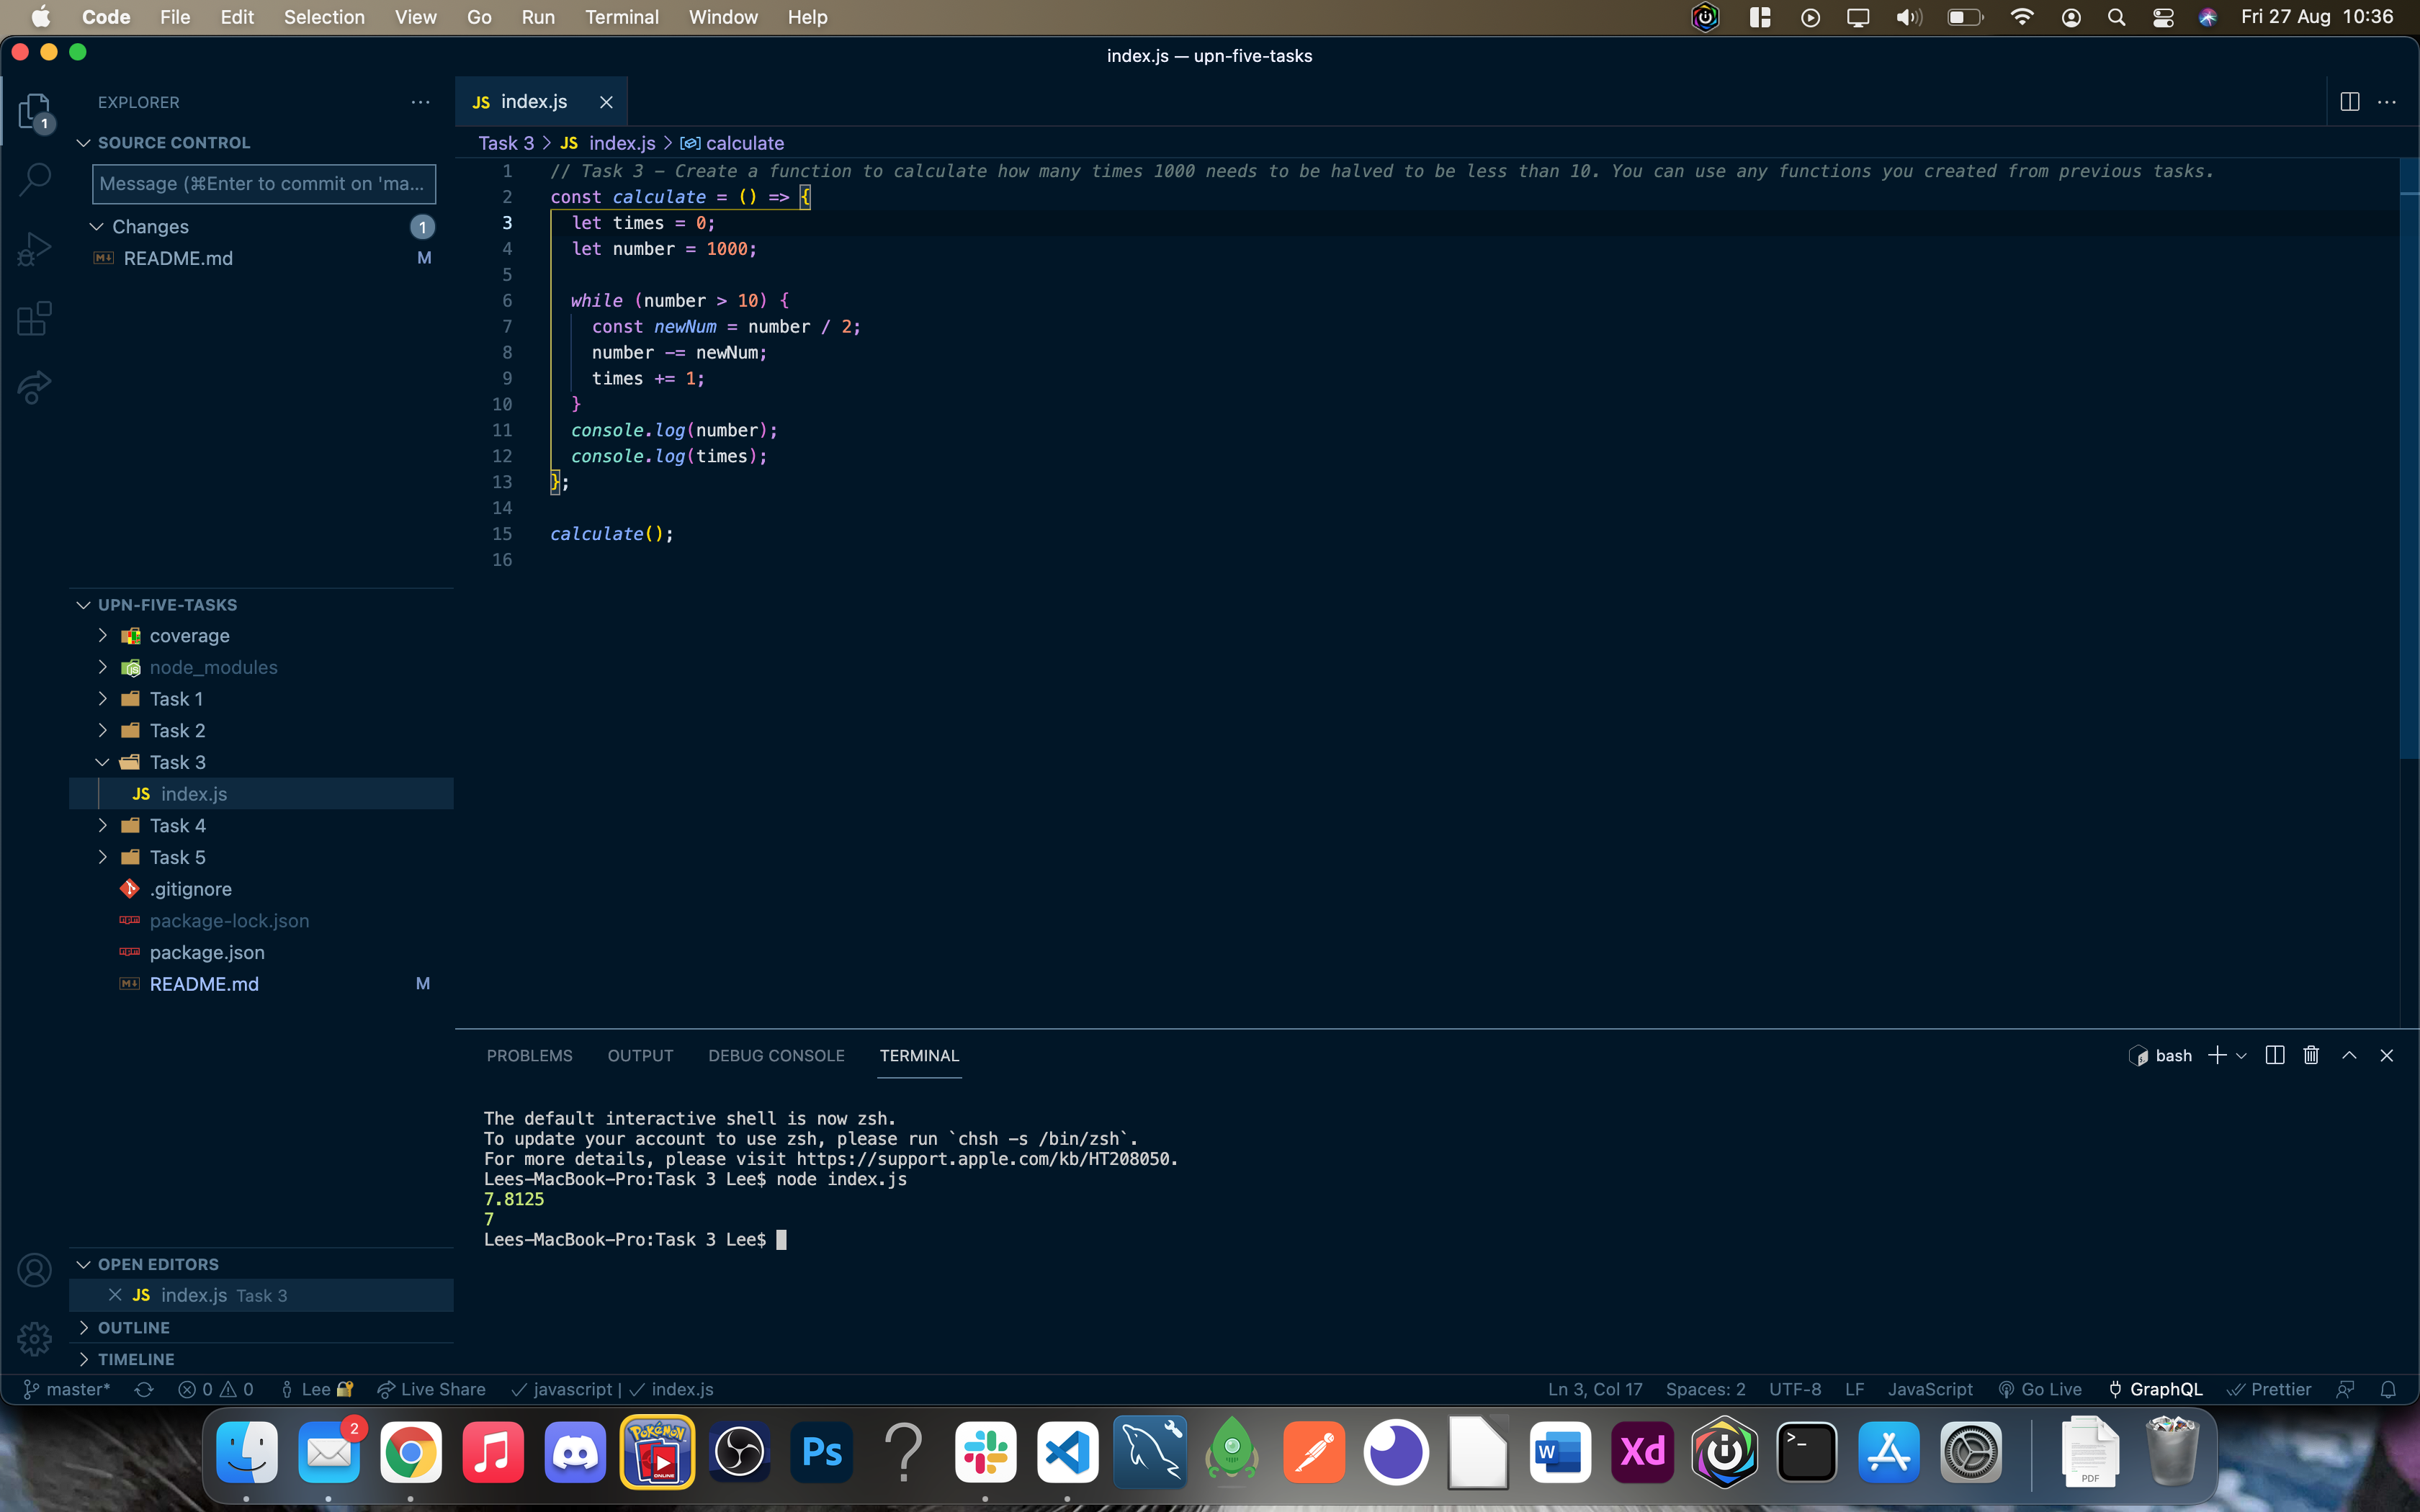 Code File Edit Selection View Go Run Terminal Window Help Fri 27 Aug 10:36
index.js — upn-five-tasks
EXPLORER
SOURCE CONTROL
Message (⌘Enter to commit on 'ma...
Changes 1
README.md M
UPN-FIVE-TASKS
coverage
node_modules
Task 1
Task 2
Task 3
JS index.js
Task 4
Task 5
.gitignore
package-lock.json
package.json
README.md M
OPEN EDITORS
JS index.js Task 3
OUTLINE
TIMELINE
1
JS index.js
Task 3 > JS index.js > calculate
1 // Task 3 - Create a function to calculate how many times 1000 needs to be halved to be less than 10. You can use any functions you created from previous tasks.
2 const calculate = () => {
3 let times = 0;
4 let number = 1000;
5
6 while (number > 10) {
7 const newNum = number / 2;
8 number -= newNum;
9 times += 1;
10 }
11 console.log(number);
12 console.log(times);
13 };
14
15 calculate();
16
PROBLEMS OUTPUT DEBUG CONSOLE TERMINAL bash
The default interactive shell is now zsh.
To update your account to use zsh, please run `chsh -s /bin/zsh`.
For more details, please visit https://support.apple.com/kb/HT208050.
Lees-MacBook-Pro:Task 3 Lee$ node index.js
7.8125
7
Lees-MacBook-Pro:Task 3 Lee$
master* 0 0 Lee Live Share javascript | index.js Ln 3, Col 17 Spaces: 2 UTF-8 LF JavaScript Go Live GraphQL Prettier
2 POKÉMON ONLINE Ps ? W Xd >_ PDF